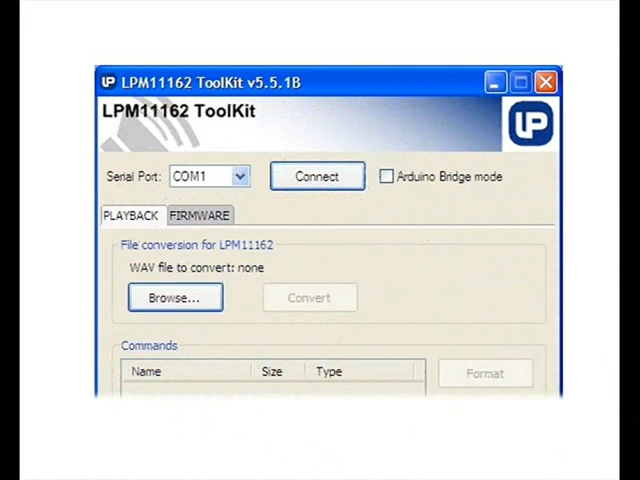 LPM11162 ToolKit v5.5.1B
LPM11162 ToolKit
LP
Serial Port: COM1 Connect Arduino Bridge mode
PLAYBACK FIRMWARE
File conversion for LPM11162
WAV file to convert: none
Browse... Convert
Commands
Name Size Type Format